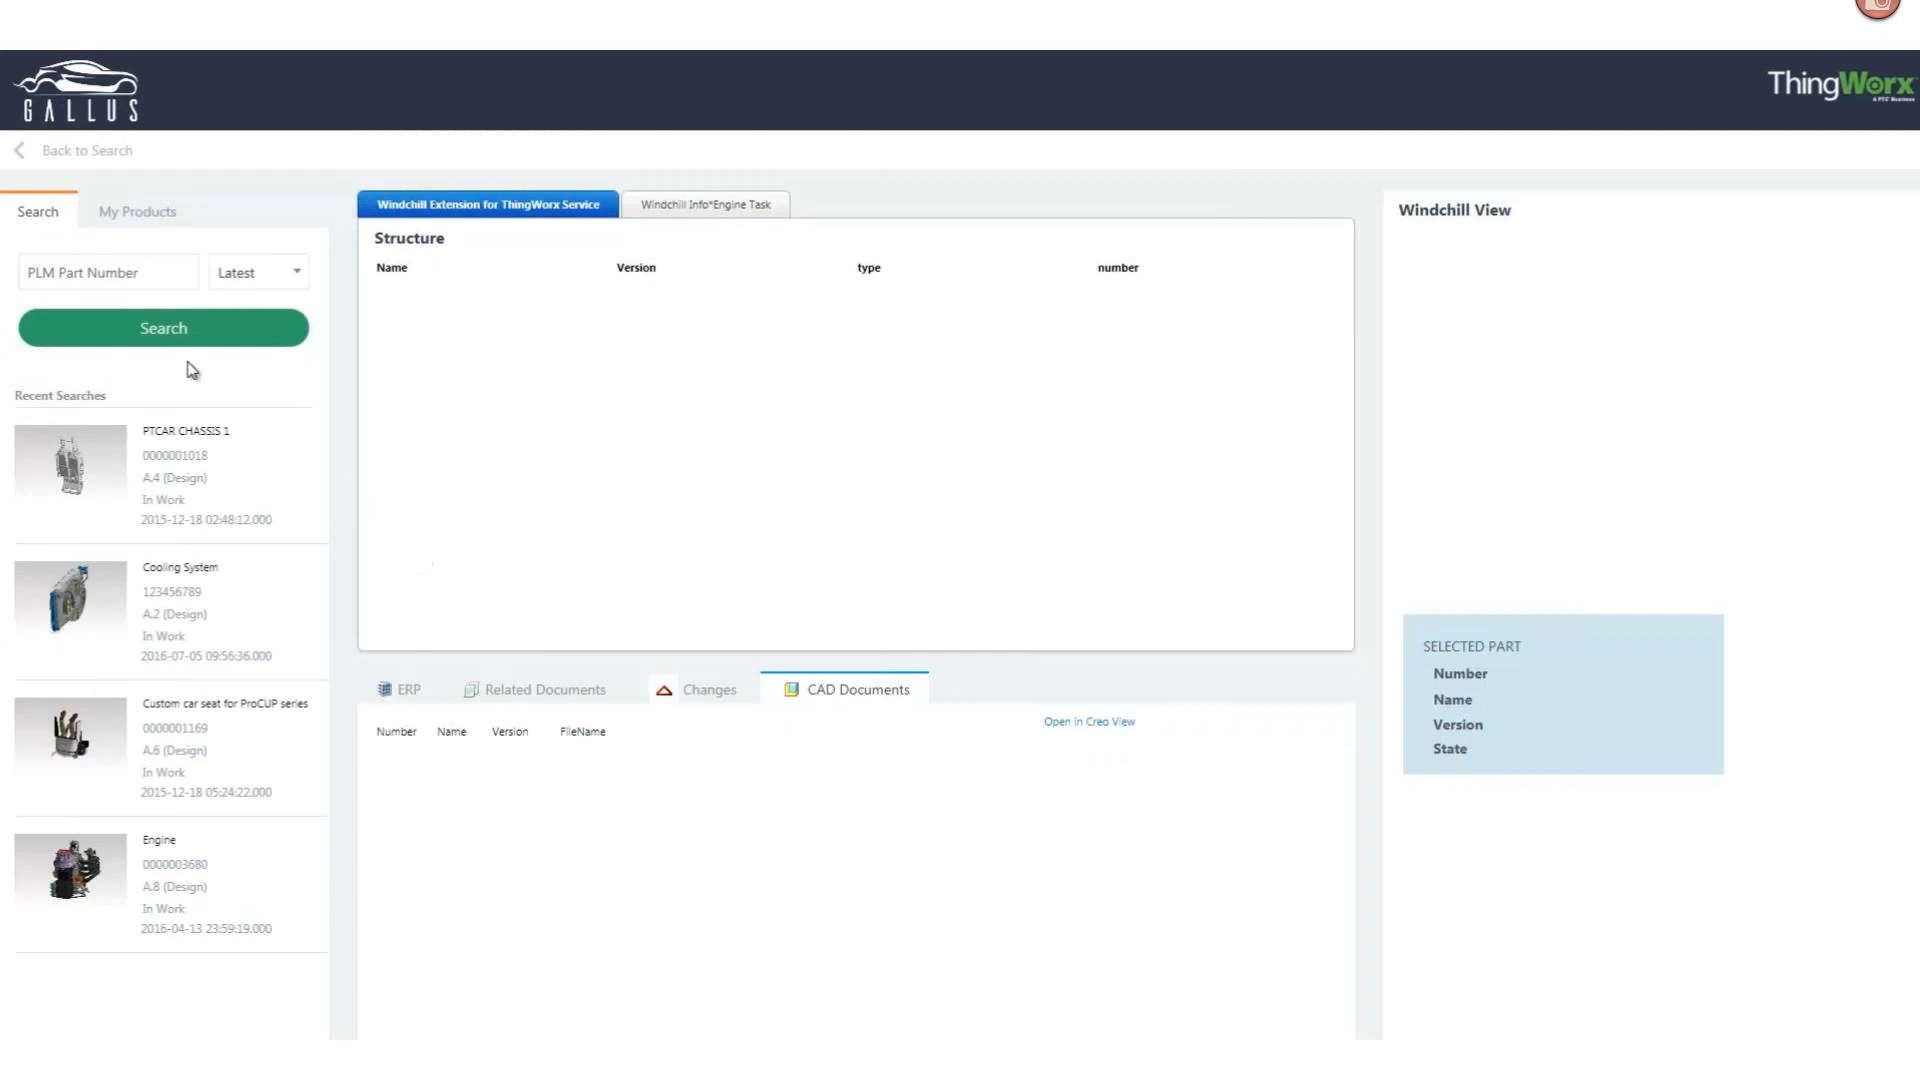 GALLUS
ThingWorx
A PTC Business
Back to Search
Search
My Products
PLM Part Number
Latest
Search
Recent Searches
PTCAR CHASSIS 1
0000001018
A.4 (Design)
In Work
2015-12-18 02:48:12.000
Cooling System
123456789
A.2 (Design)
In Work
2016-07-05 09:56:36.000
Custom car seat for ProCUP series
0000001169
A.6 (Design)
In Work
2015-12-18 05:24:22.000
Engine
0000003680
A.8 (Design)
In Work
2016-04-13 23:59:19.000
Windchill Extension for ThingWorx Service
Windchill Info*Engine Task
Structure
Name Version type number
ERP
Related Documents
Changes
CAD Documents
Number Name Version FileName
Open in Creo View
Windchill View
SELECTED PART
Number
Name
Version
State